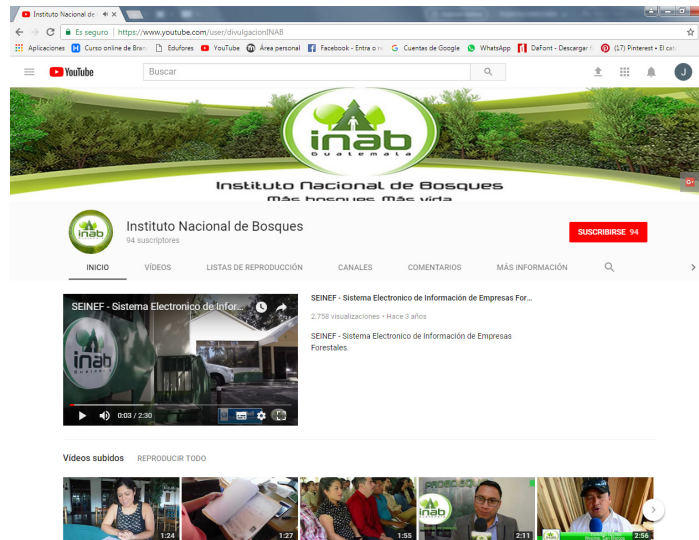 Instituto Nacional de
Es seguro | https://www.youtube.com/user/divulgacionINAB
Aplicaciones Curso online de Bran Edufores YouTube Área personal Facebook - Entra o re Cuentas de Google WhatsApp DaFont - Descargar f (17) Pinterest • El cat
YouTube
Buscar
J
inab
Guatemala
Instituto Nacional de Bosques
Más bosques Más vida
G+
inab
Instituto Nacional de Bosques
94 suscriptores
SUSCRIBIRSE 94
INICIO VÍDEOS LISTAS DE REPRODUCCIÓN CANALES COMENTARIOS MÁS INFORMACIÓN
SEINEF - Sistema Electronico de Infor...
inab
0:03 / 2:30
SEINEF - Sistema Electronico de Información de Empresas For...
2.758 visualizaciones • Hace 3 años
SEINEF - Sistema Electronico de Información de Empresas
Forestales.
Vídeos subidos REPRODUCIR TODO
inab
1:24 1:27 1:55 2:11 2:56